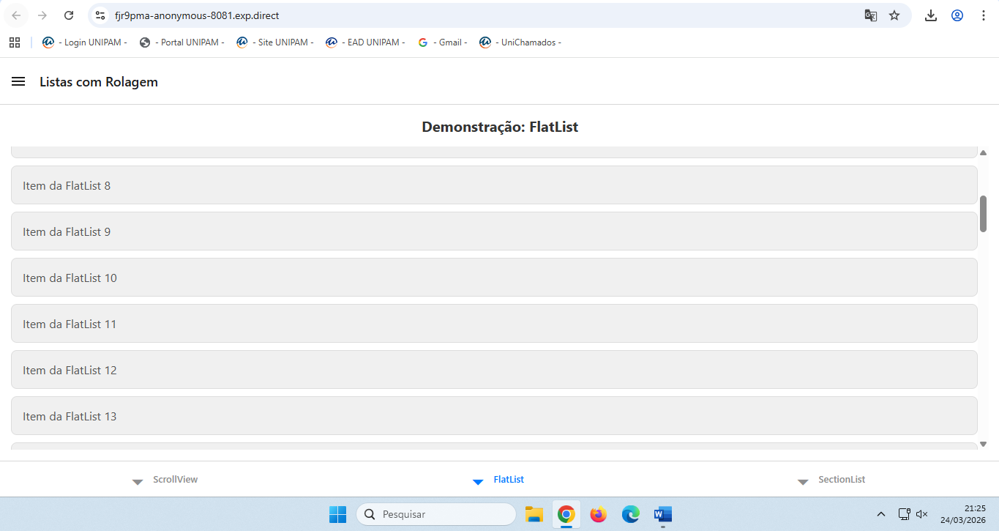 fjr9pma-anonymous-8081.exp.direct
- Login UNIPAM - - Portal UNIPAM - - Site UNIPAM - - EAD UNIPAM - - Gmail - - UniChamados -
Listas com Rolagem
Demonstração: FlatList
Item da FlatList 8
Item da FlatList 9
Item da FlatList 10
Item da FlatList 11
Item da FlatList 12
Item da FlatList 13
ScrollView FlatList SectionList
Pesquisar
21:25
24/03/2026